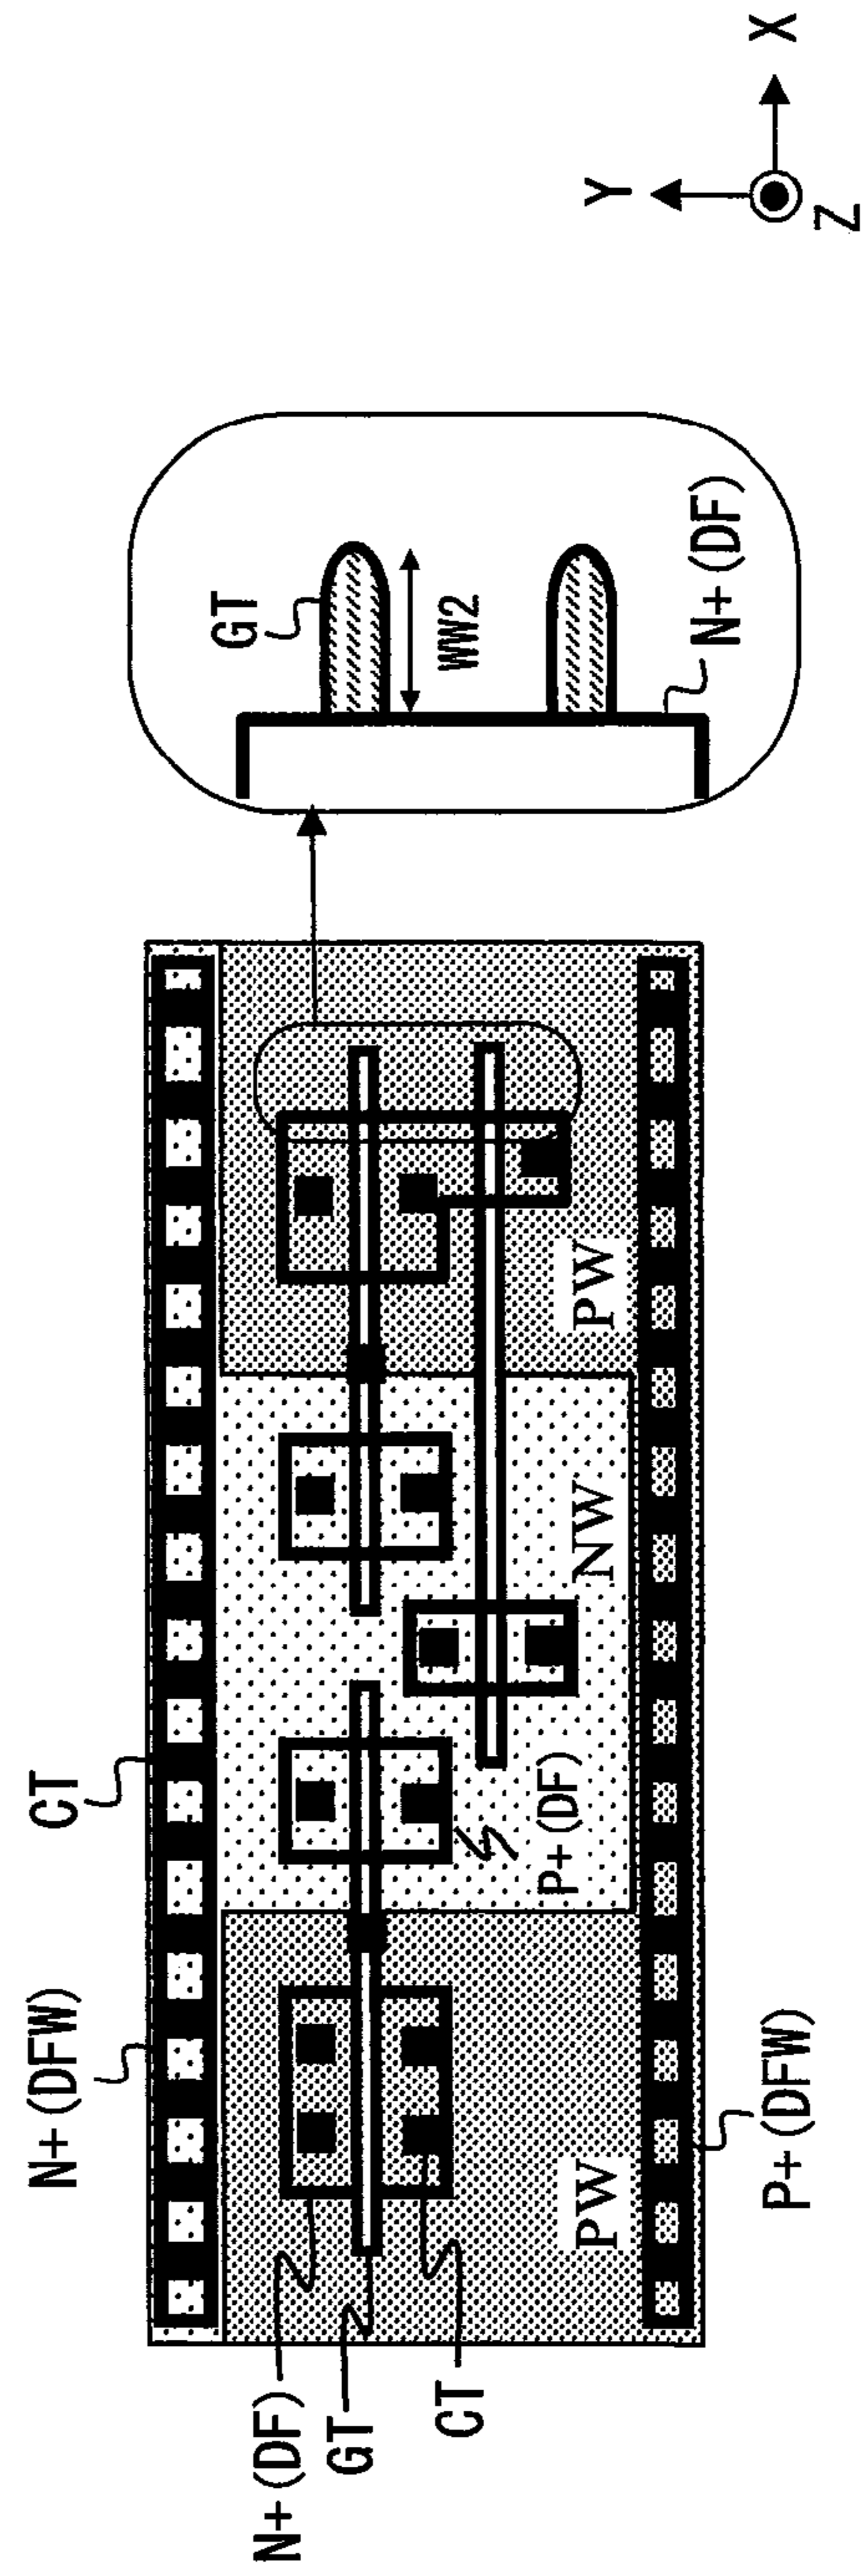 N+(DFW)
CT
N+(DF)
GT
CT
PW
P+(DF)
NW
PW
P+(DFW)
GT
WW2
N+(DF)
Y
X
Z